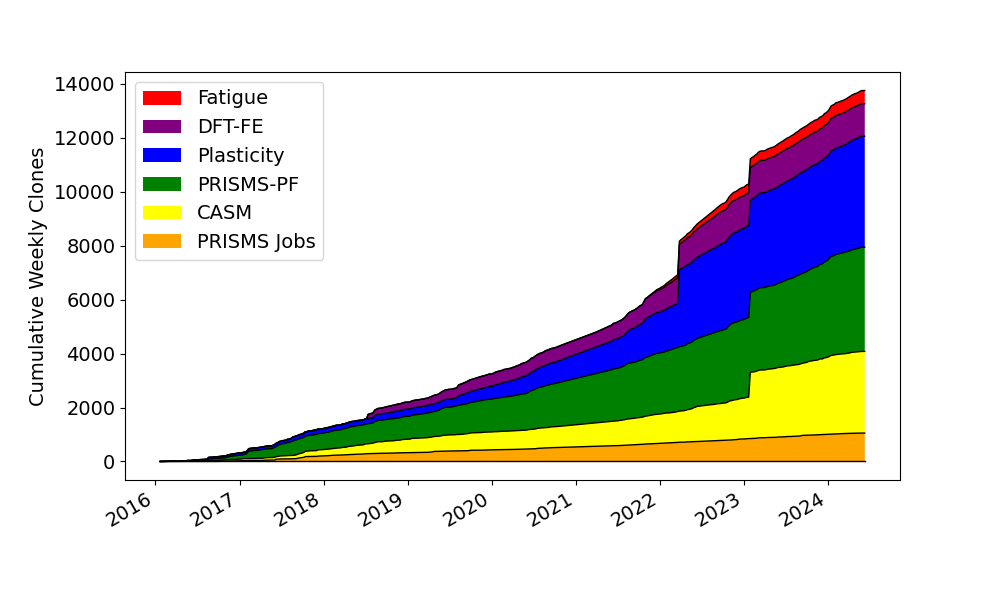 Cumulative Weekly Clones
14000
12000
10000
8000
6000
4000
2000
0
Fatigue
DFT-FE
Plasticity
PRISMS-PF
CASM
PRISMS Jobs
2016
2017
2018
2019
2020
2021
2022
2023
2024